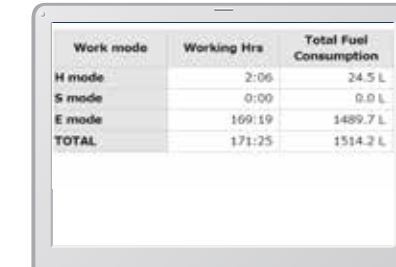 Work mode Working Hrs Total Fuel Consumption
H mode 2:06 24.5 L
S mode 0:00 0.0 L
E mode 169:19 1489.7 L
TOTAL 171:25 1514.2 L